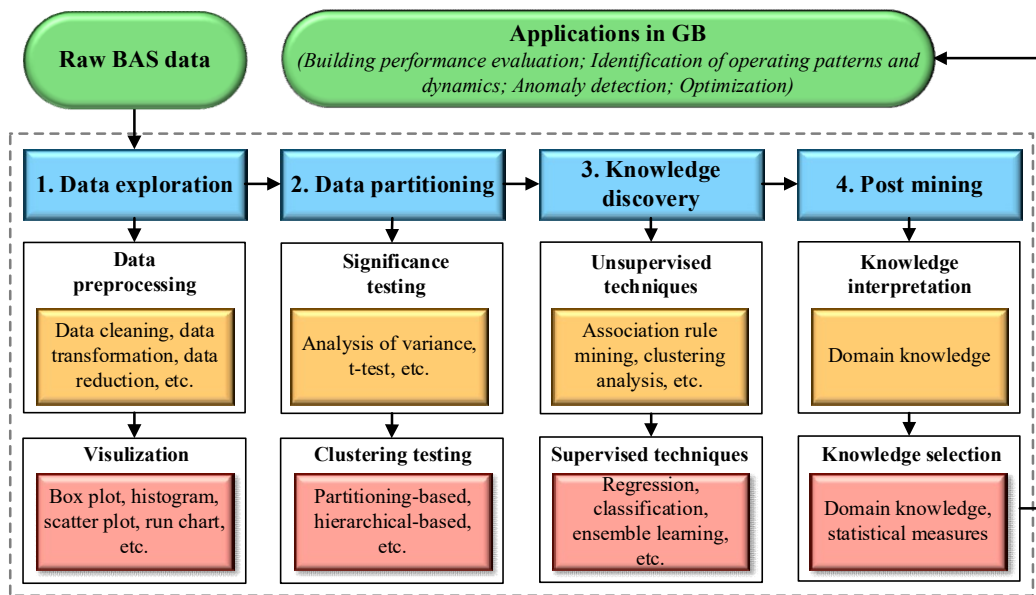 Raw BAS data
Applications in GB
(Building performance evaluation; Identification of operating patterns and
dynamics; Anomaly detection; Optimization)
1. Data exploration
2. Data partitioning
3. Knowledge
discovery
4. Post mining
Data
preprocessing
Data cleaning, data
transformation, data
reduction, etc.
Significance
testing
Analysis of variance,
t-test, etc.
Unsupervised
techniques
Association rule
mining, clustering
analysis, etc.
Knowledge
interpretation
Domain knowledge
Visulization
Box plot, histogram,
scatter plot, run chart,
etc.
Clustering testing
Partitioning-based,
hierarchical-based,
etc.
Supervised techniques
Regression,
classification,
ensemble learning,
etc.
Knowledge selection
Domain knowledge,
statistical measures